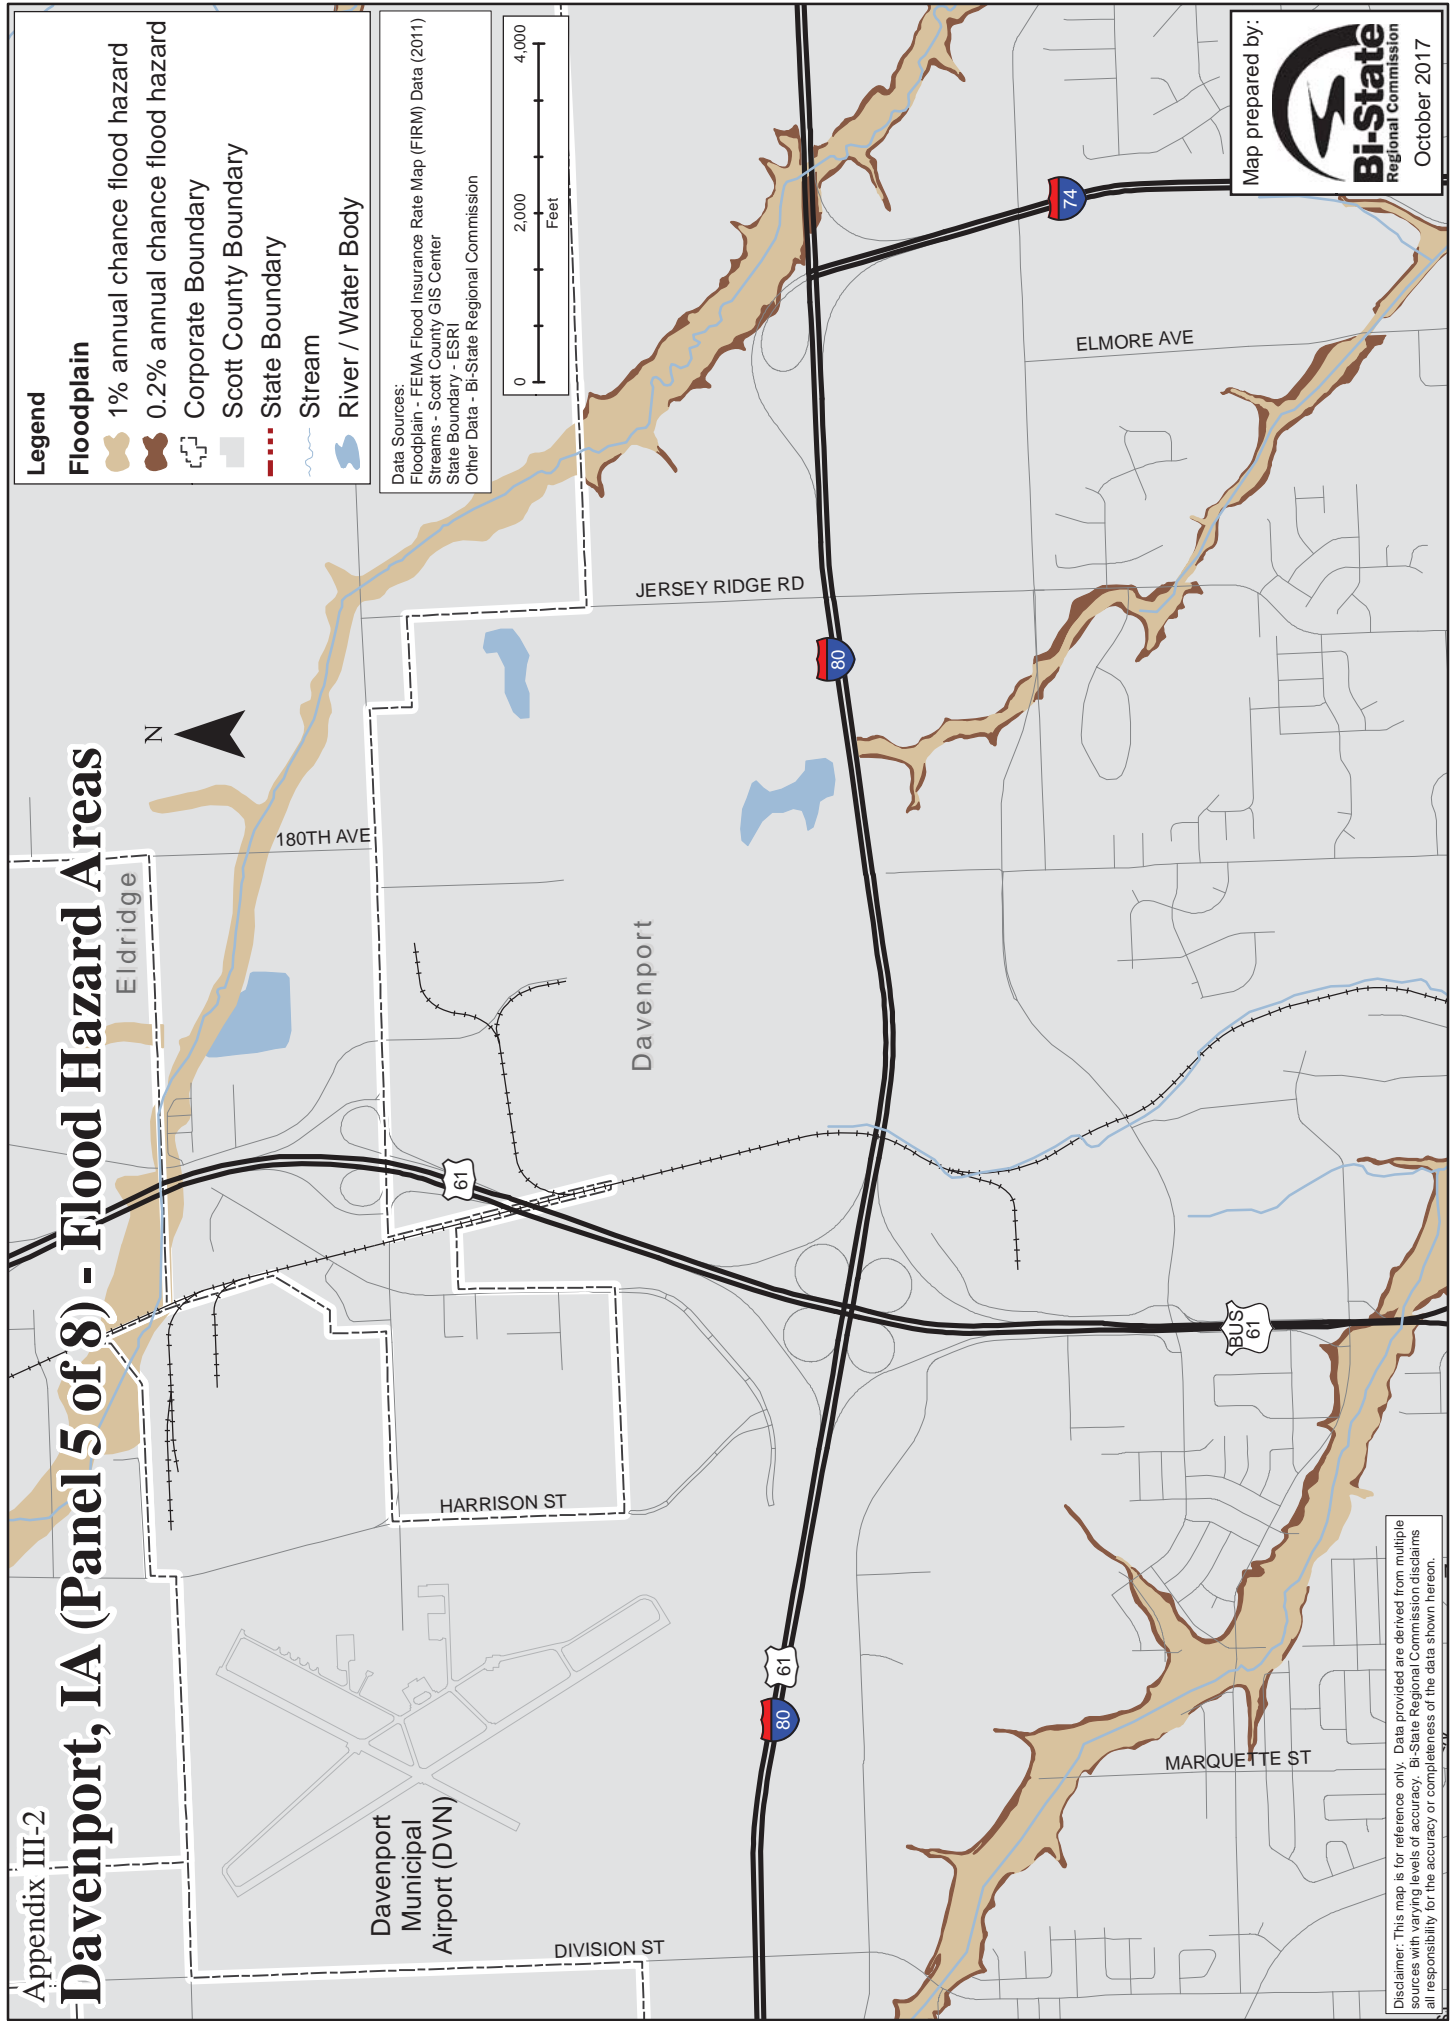 Appendix III-2
Davenport, IA (Panel 5 of 8) - Flood Hazard Areas
Legend
Floodplain
1% annual chance flood hazard
0.2% annual chance flood hazard
Corporate Boundary
Scott County Boundary
State Boundary
Stream
River / Water Body
Data Sources:
Floodplain - FEMA Flood Insurance Rate Map (FIRM) Data (2011)
Streams - Scott County GIS Center
State Boundary - ESRI
Other Data - Bi-State Regional Commission
0 2,000 4,000
Feet
N
Eldridge
180TH AVE
61
Davenport
HARRISON ST
Davenport
Municipal
Airport (DVN)
DIVISION ST
JERSEY RIDGE RD
80
61
80
74
ELMORE AVE
BUS
61
MARQUETTE ST
Map prepared by:
Bi-State
Regional Commission
October 2017
Disclaimer: This map is for reference only. Data provided are derived from multiple
sources with varying levels of accuracy. Bi-State Regional Commission disclaims
all responsibility for the accuracy or completeness of the data shown hereon.